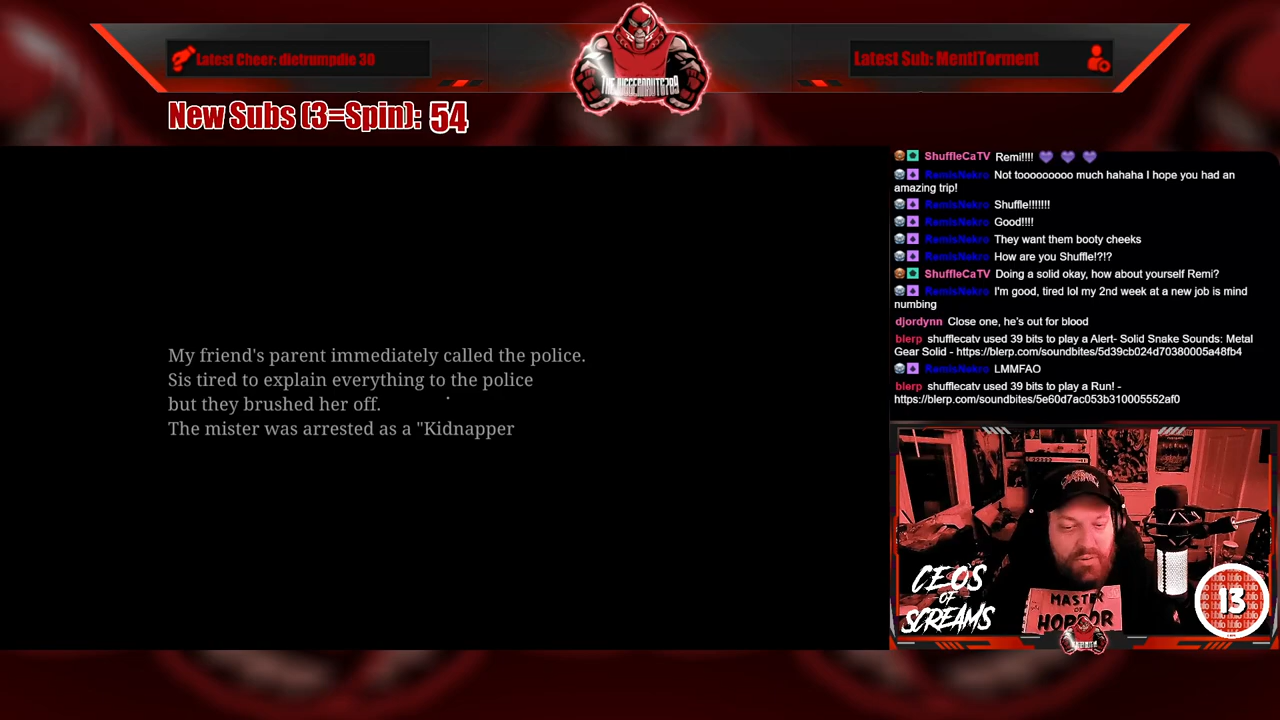 Latest Cheer: dietrumpdie 30
THEJUGGERNAUT6789
Latest Sub: MentlTorment
New Subs (3=Spin): 54
ShuffleCaTV Remi!!!!
RemisNekro Not tooooooooo much hahaha I hope you had an
amazing trip!
RemisNekro Shuffle!!!!!!!
RemisNekro Good!!!!
RemisNekro They want them booty cheeks
RemisNekro How are you Shuffle!?!?
ShuffleCaTV Doing a solid okay, how about yourself Remi?
RemisNekro I'm good, tired lol my 2nd week at a new job is mind
numbing
djordynn Close one, he's out for blood
blerp shufflecatv used 39 bits to play a Alert- Solid Snake Sounds: Metal
Gear Solid - https://blerp.com/soundbites/5d39cb024d70380005a48fb4
RemisNekro LMMFAO
blerp shufflecatv used 39 bits to play a Run! -
https://blerp.com/soundbites/5e60d7ac053b310005552af0
My friend's parent immediately called the police.
Sis tired to explain everything to the police
but they brushed her off.
The mister was arrested as a "Kidnapper
CEOS
OF
SCREAMS
MASTER
OF
HORROR
13